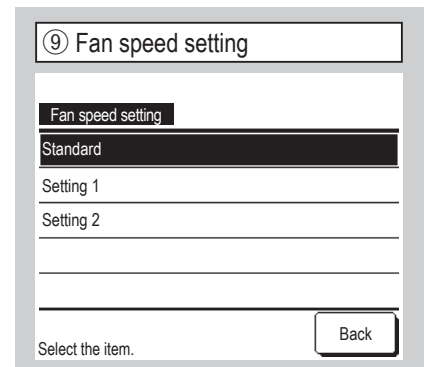 ⑨ Fan speed setting
Fan speed setting
Standard
Setting 1
Setting 2
Back
Select the item.